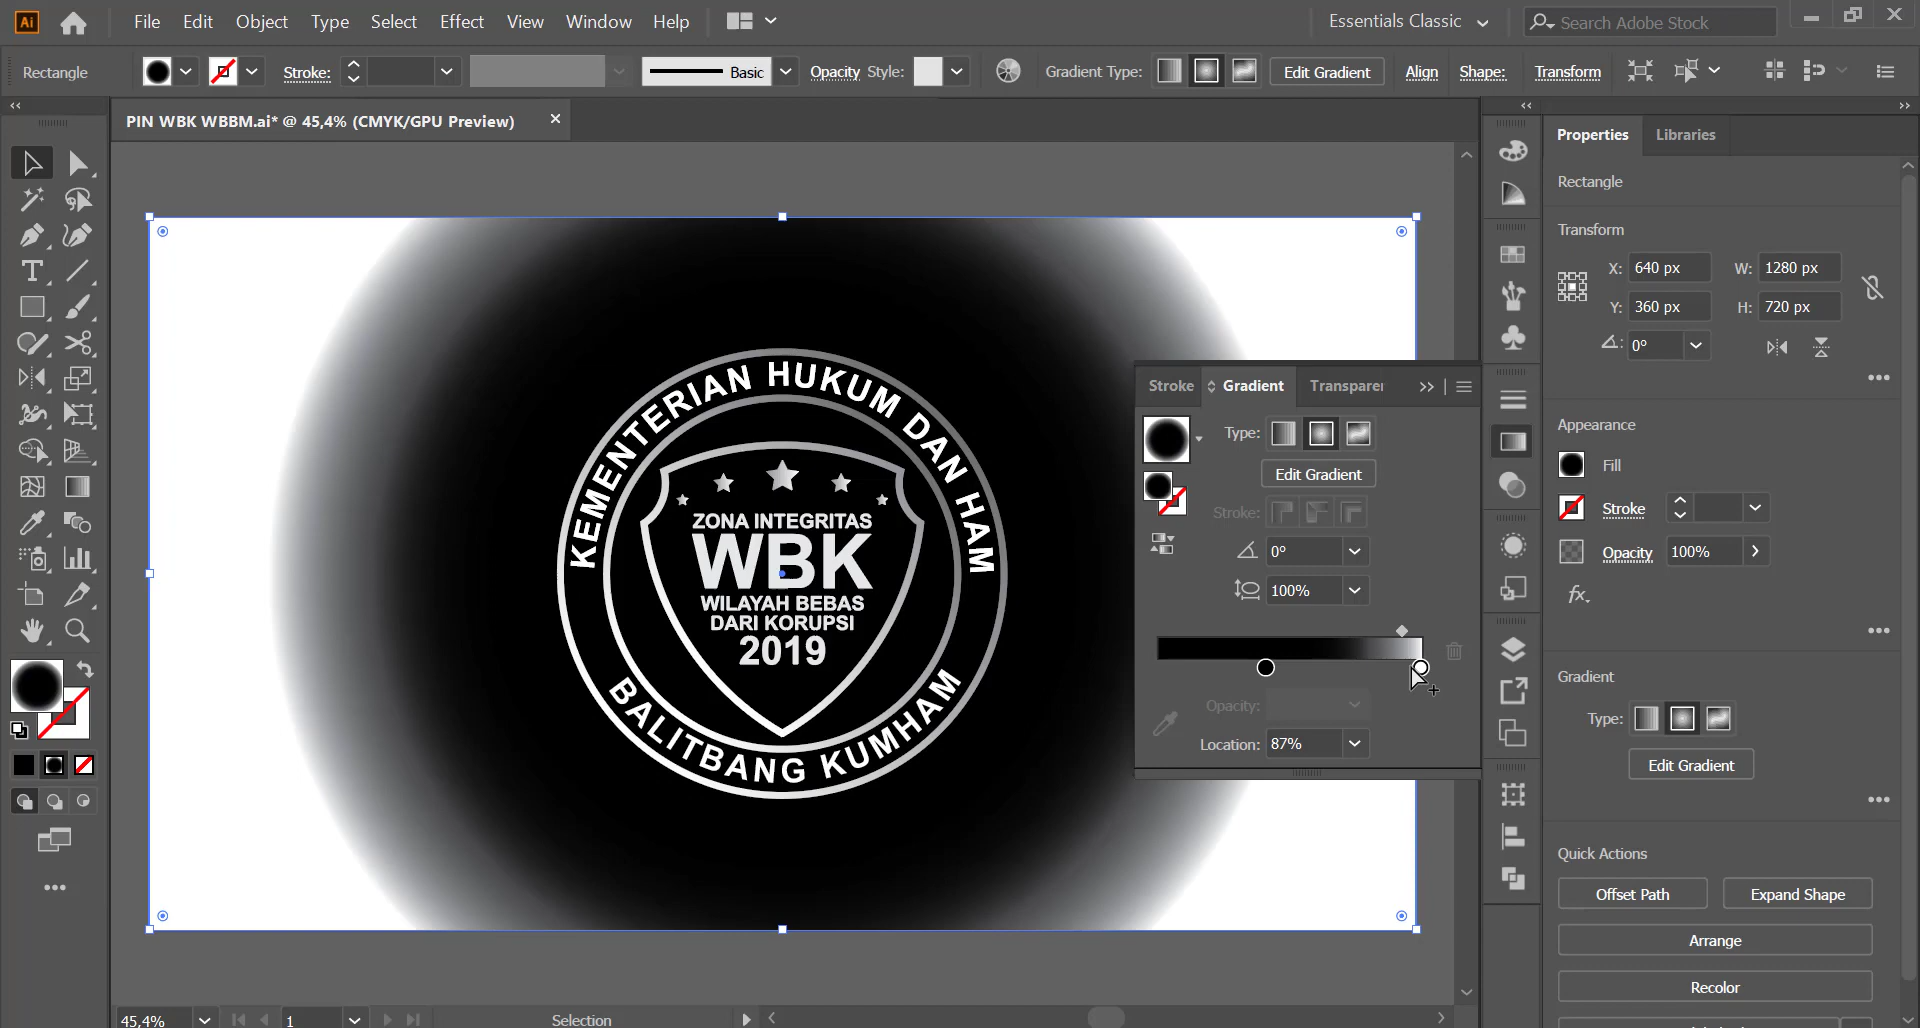 Ai File Edit Object Type Select Effect View Window Help Essentials Classic Search Adobe Stock
Rectangle Stroke: Basic Opacity Style: Gradient Type: Edit Gradient Align Shape: Transform
PIN WBK WBBM.ai* @ 45,4% (CMYK/GPU Preview)
KEMENTERIAN HUKUM DAN HAM
ZONA INTEGRITAS
WBK
WILAYAH BEBAS
DARI KORUPSI
2019
BALITBANG KUMHAM
Stroke Gradient Transparen
Type:
Edit Gradient
Stroke:
0°
100%
Opacity:
Location: 87%
Properties Libraries
Rectangle
Transform
X: 640 px W: 1280 px
Y: 360 px H: 720 px
0°
Appearance
Fill
Stroke
Opacity 100%
fx.
Gradient
Type:
Edit Gradient
Quick Actions
Offset Path Expand Shape
Arrange
Recolor
45,4% 1 Selection